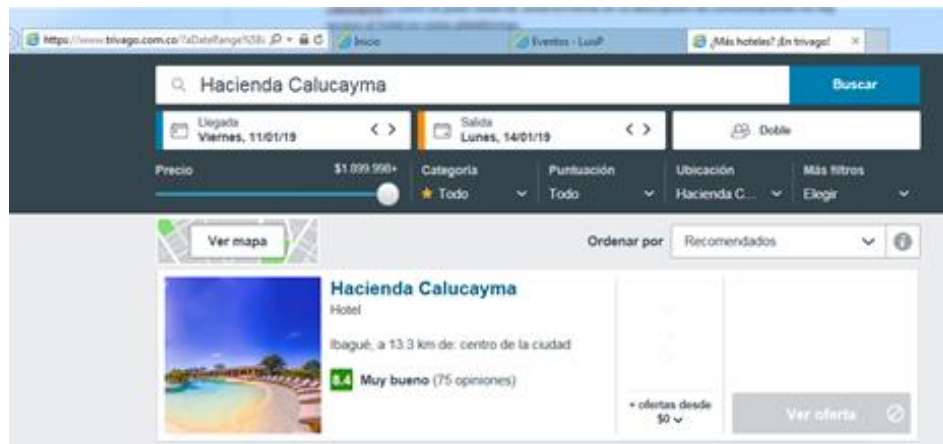 https://www.trivago.com.co/?aDateRange%5B
Inicio
Eventos - LunP
¿Más hoteles? ¡En trivago!
Hacienda Calucayma
Buscar
Llegada
Viernes, 11/01/19
Salida
Lunes, 14/01/19
Doble
Precio
$1.899.998+
Categoría
Todo
Puntuación
Todo
Ubicación
Hacienda C...
Más filtros
Elegir
Ver mapa
Ordenar por
Recomendados
Hacienda Calucayma
Hotel
Ibagué, a 13.3 km de: centro de la ciudad
8.4 Muy bueno (75 opiniones)
+ ofertas desde
$0
Ver oferta